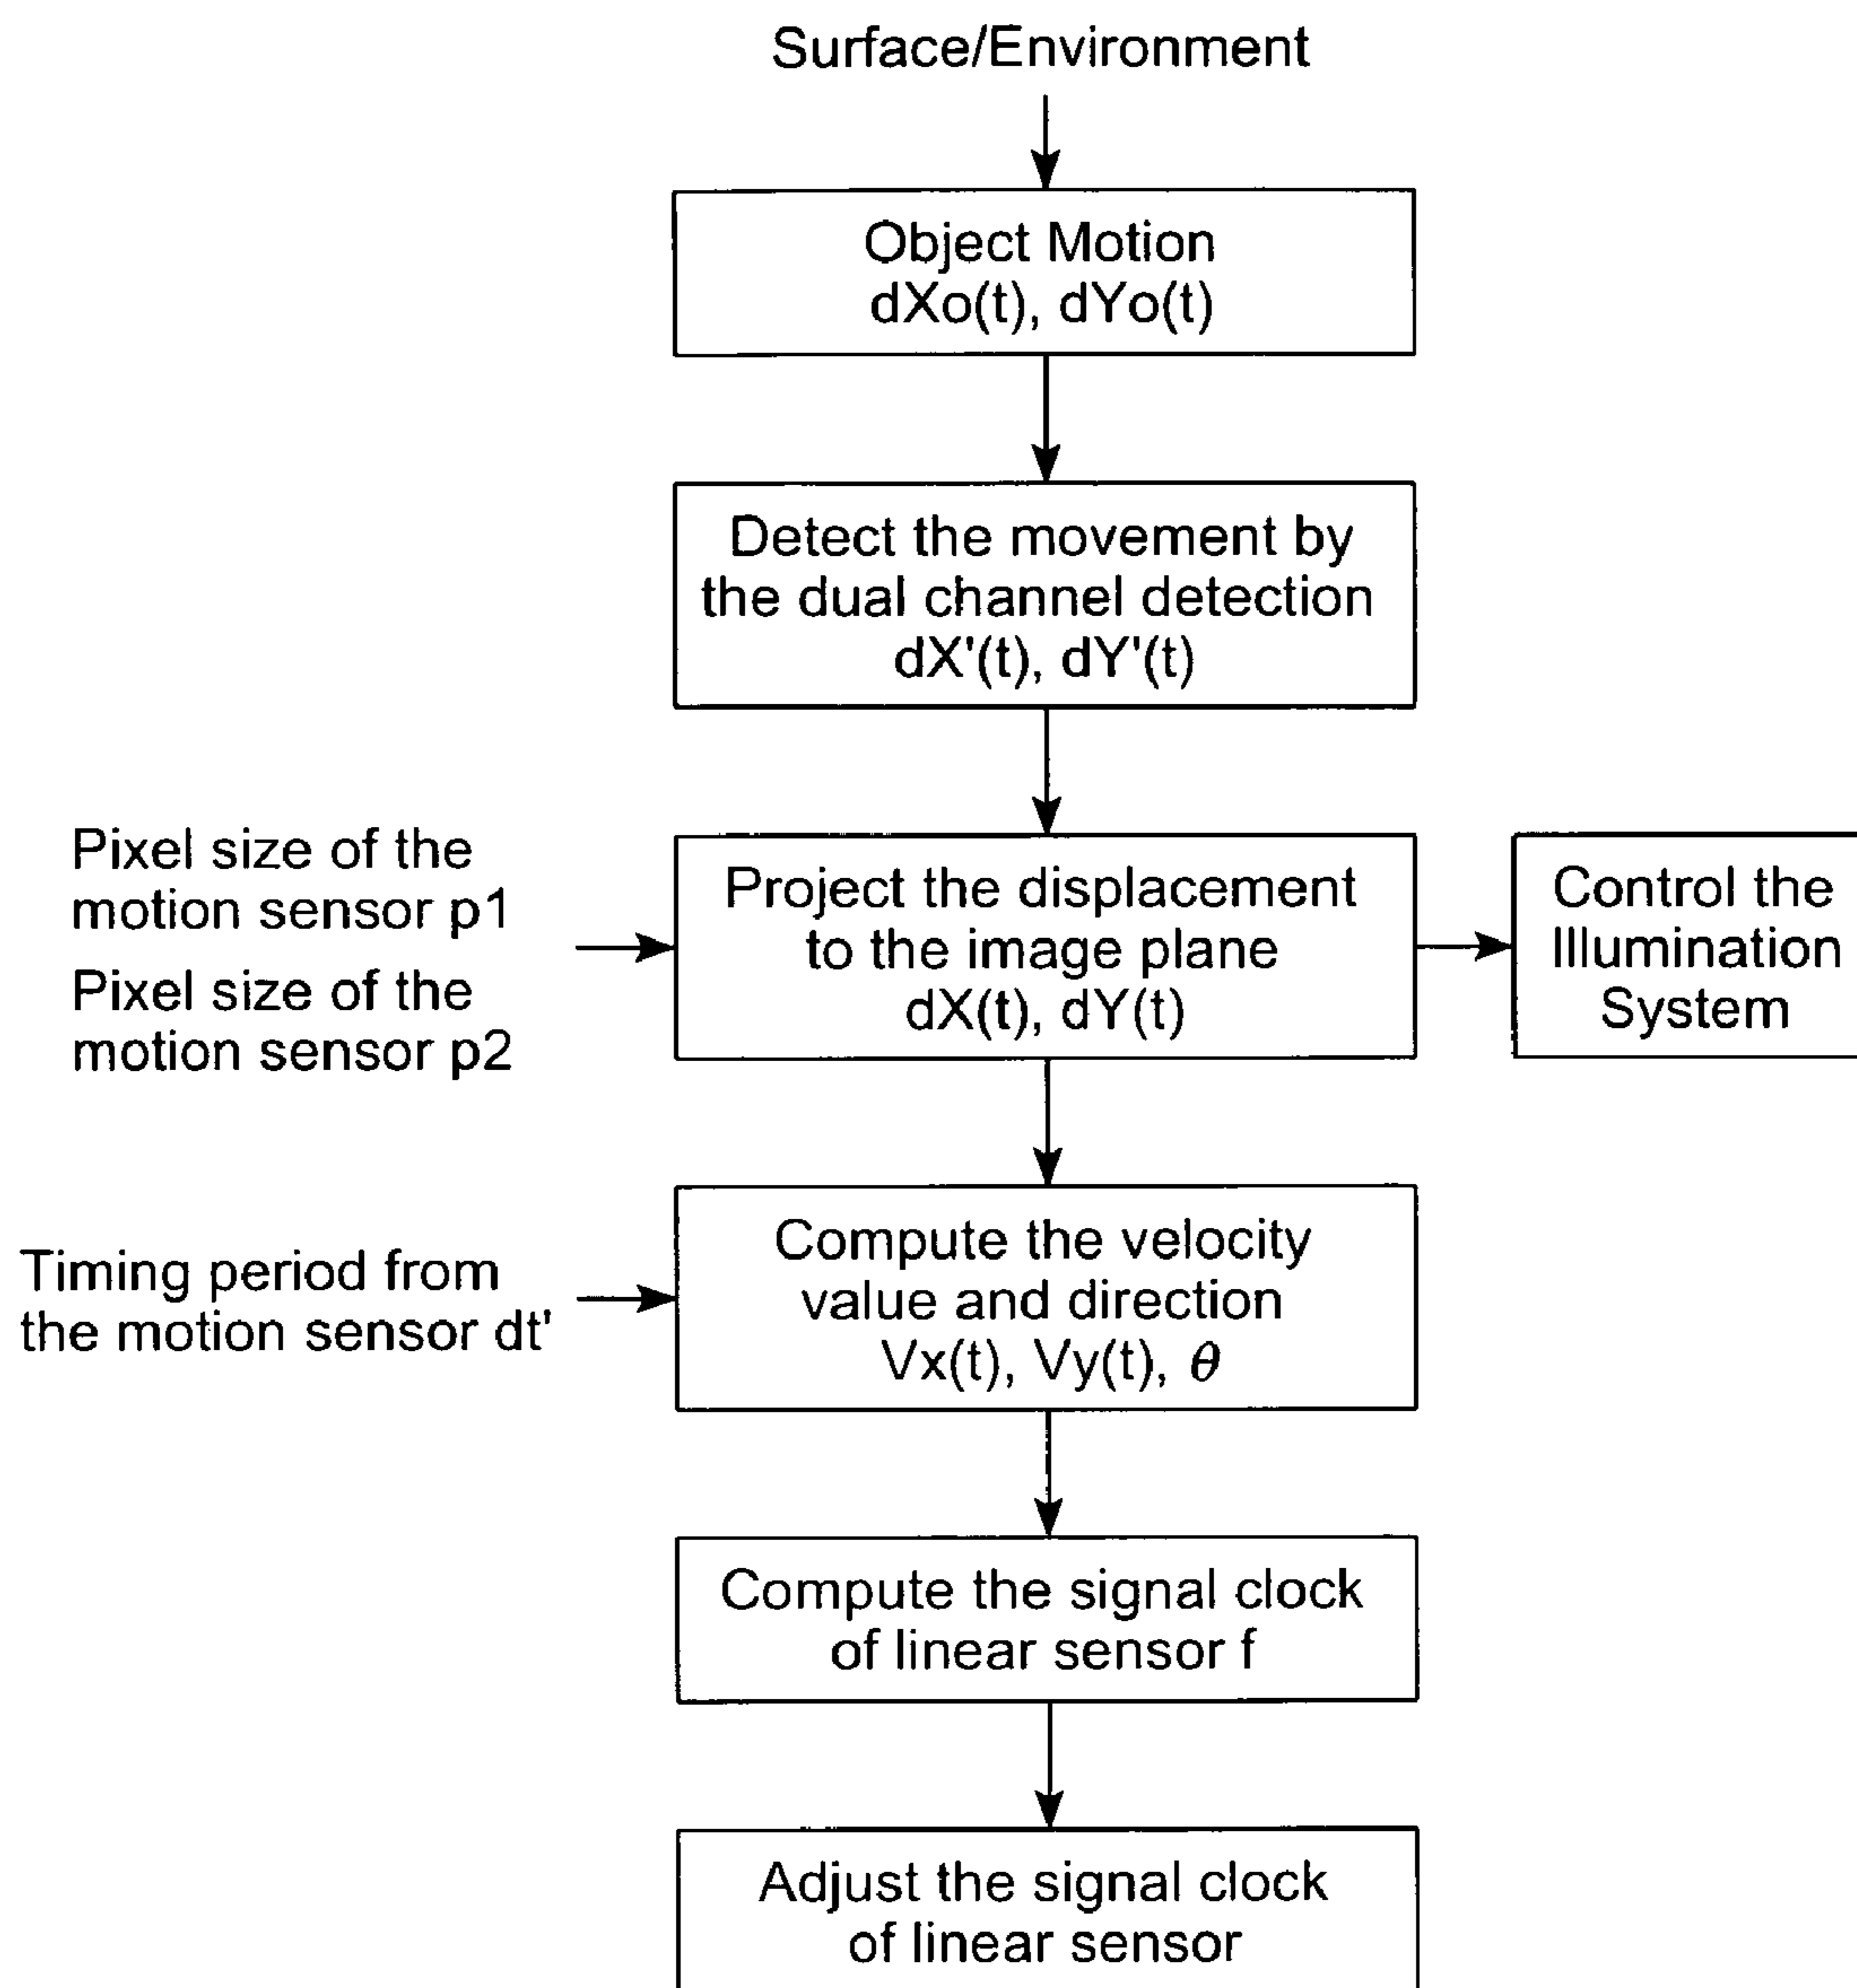 Surface/Environment
Object Motion
dXo(t), dYo(t)
Detect the movement by
the dual channel detection
dX'(t), dY'(t)
Pixel size of the
motion sensor p1
Pixel size of the
motion sensor p2
Project the displacement
to the image plane
dX(t), dY(t)
Control the
Illumination
System
Timing period from
the motion sensor dt'
Compute the velocity
value and direction
Vx(t), Vy(t), θ
Compute the signal clock
of linear sensor f
Adjust the signal clock
of linear sensor